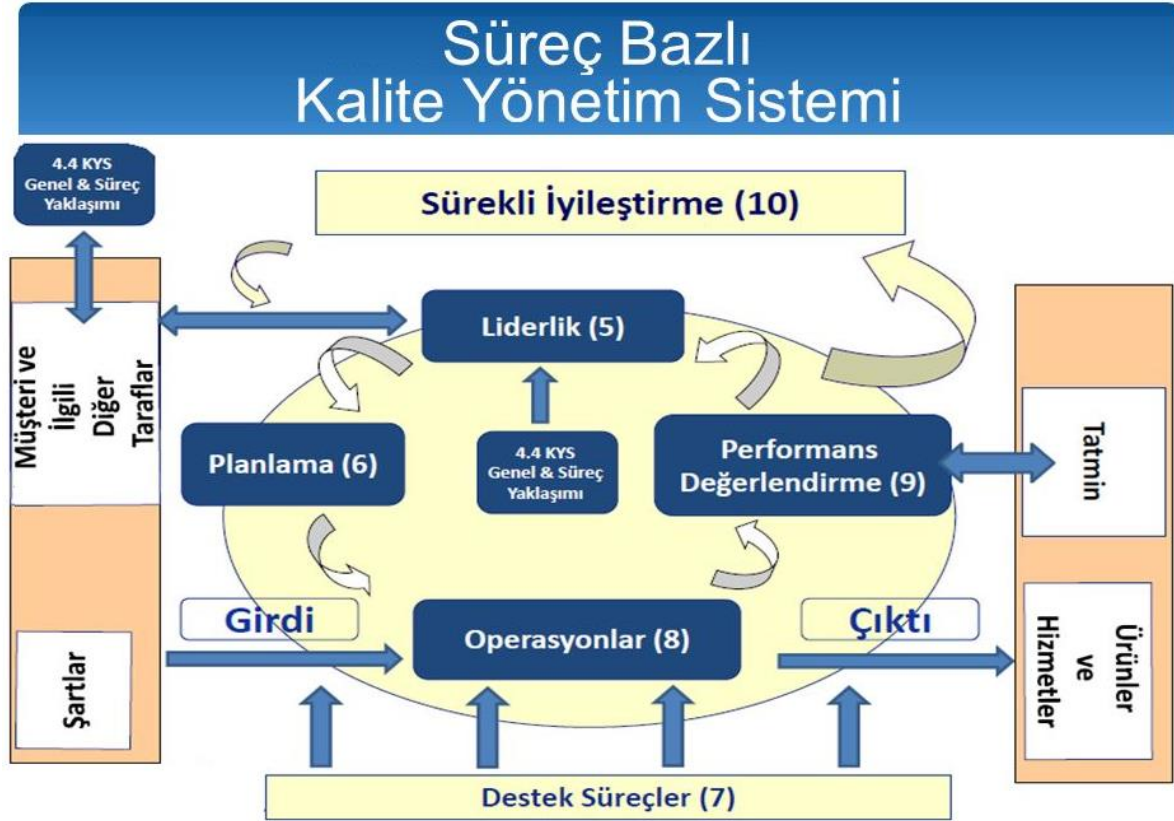 Süreç Bazlı
Kalite Yönetim Sistemi
4.4 KYS
Genel & Süreç
Yaklaşımı
Sürekli İyileştirme (10)
Müşteri ve
İlgili
Diğer
Taraflar
Liderlik (5)
Planlama (6)
4.4 KYS
Genel & Süreç
Yaklaşımı
Performans
Değerlendirme (9)
Tatmin
Şartlar
Girdi
Operasyonlar (8)
Çıktı
Ürünler
ve
Hizmetler
Destek Süreçler (7)